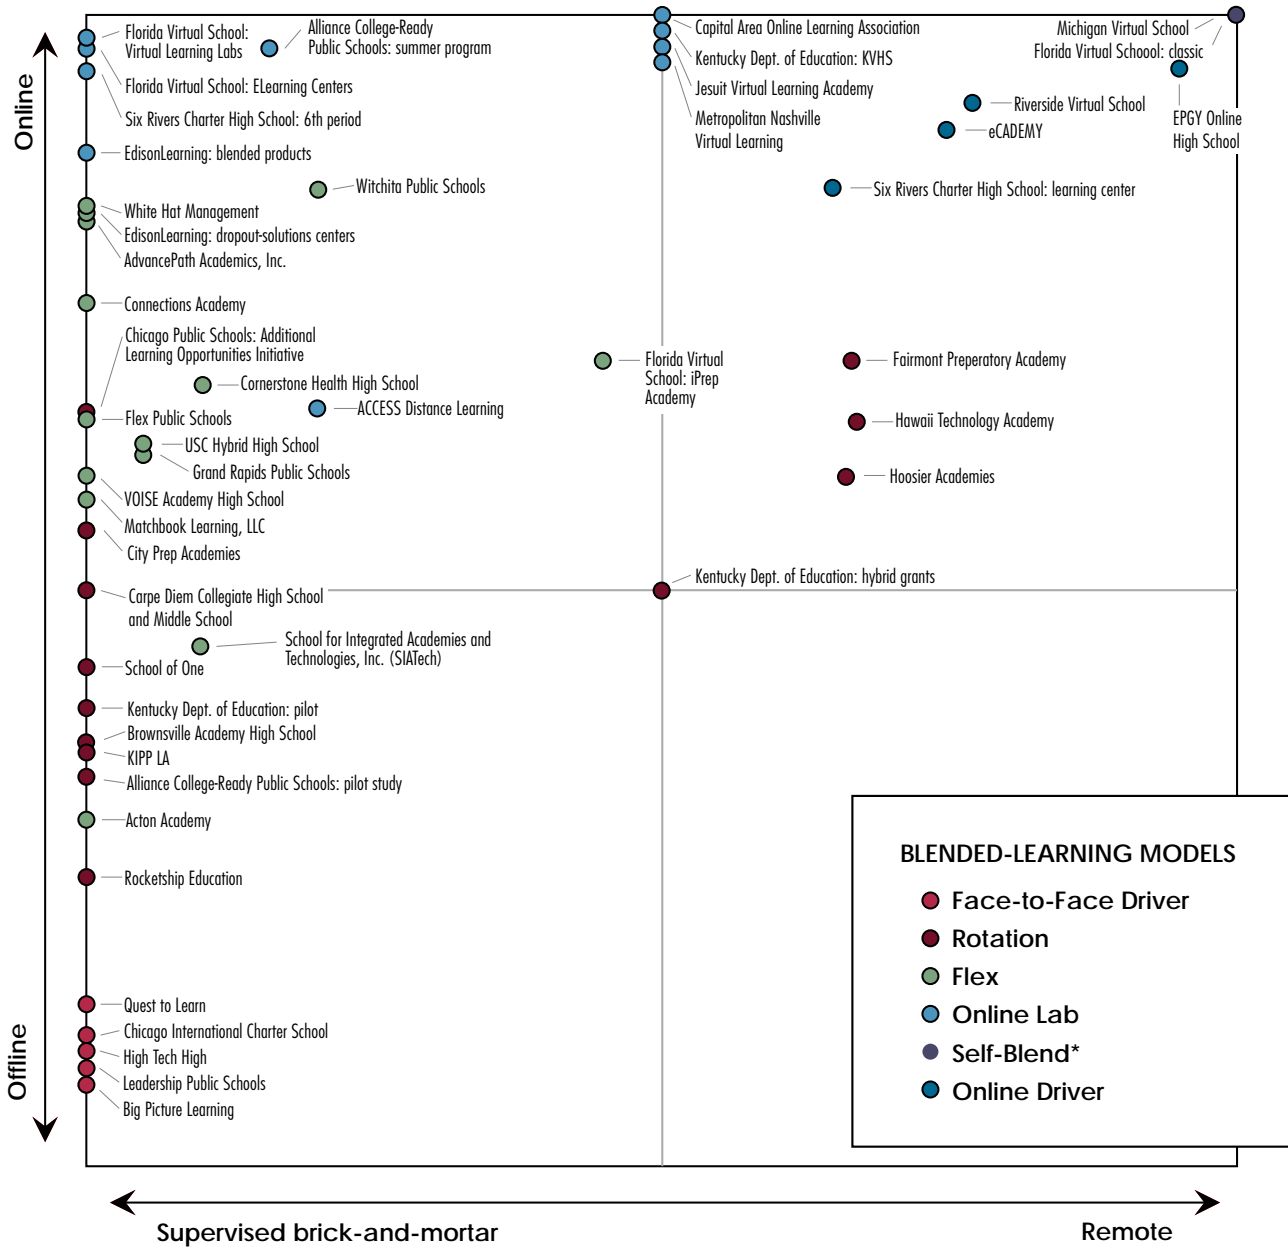 Online
Offline
Florida Virtual School:
Virtual Learning Labs
Alliance College-Ready
Public Schools: summer program
Florida Virtual School: ELearning Centers
Six Rivers Charter High School: 6th period
EdisonLearning: blended products
Witchita Public Schools
White Hat Management
EdisonLearning: dropout-solutions centers
AdvancePath Academics, Inc.
Connections Academy
Chicago Public Schools: Additional
Learning Opportunities Initiative
Cornerstone Health High School
ACCESS Distance Learning
Flex Public Schools
USC Hybrid High School
Grand Rapids Public Schools
VOISE Academy High School
Matchbook Learning, LLC
City Prep Academies
Carpe Diem Collegiate High School
and Middle School
School for Integrated Academies and
Technologies, Inc. (SIATech)
School of One
Kentucky Dept. of Education: pilot
Brownsville Academy High School
KIPP LA
Alliance College-Ready Public Schools: pilot study
Acton Academy
Rocketship Education
Quest to Learn
Chicago International Charter School
High Tech High
Leadership Public Schools
Big Picture Learning
Capital Area Online Learning Association
Kentucky Dept. of Education: KVHS
Jesuit Virtual Learning Academy
Metropolitan Nashville
Virtual Learning
Michigan Virtual School
Florida Virtual Schoool: classic
Riverside Virtual School
eCADEMY
EPGY Online
High School
Six Rivers Charter High School: learning center
Florida Virtual
School: iPrep
Academy
Fairmont Preperatory Academy
Hawaii Technology Academy
Hoosier Academies
Kentucky Dept. of Education: hybrid grants
BLENDED-LEARNING MODELS
Face-to-Face Driver
Rotation
Flex
Online Lab
Self-Blend*
Online Driver
Supervised brick-and-mortar
Remote